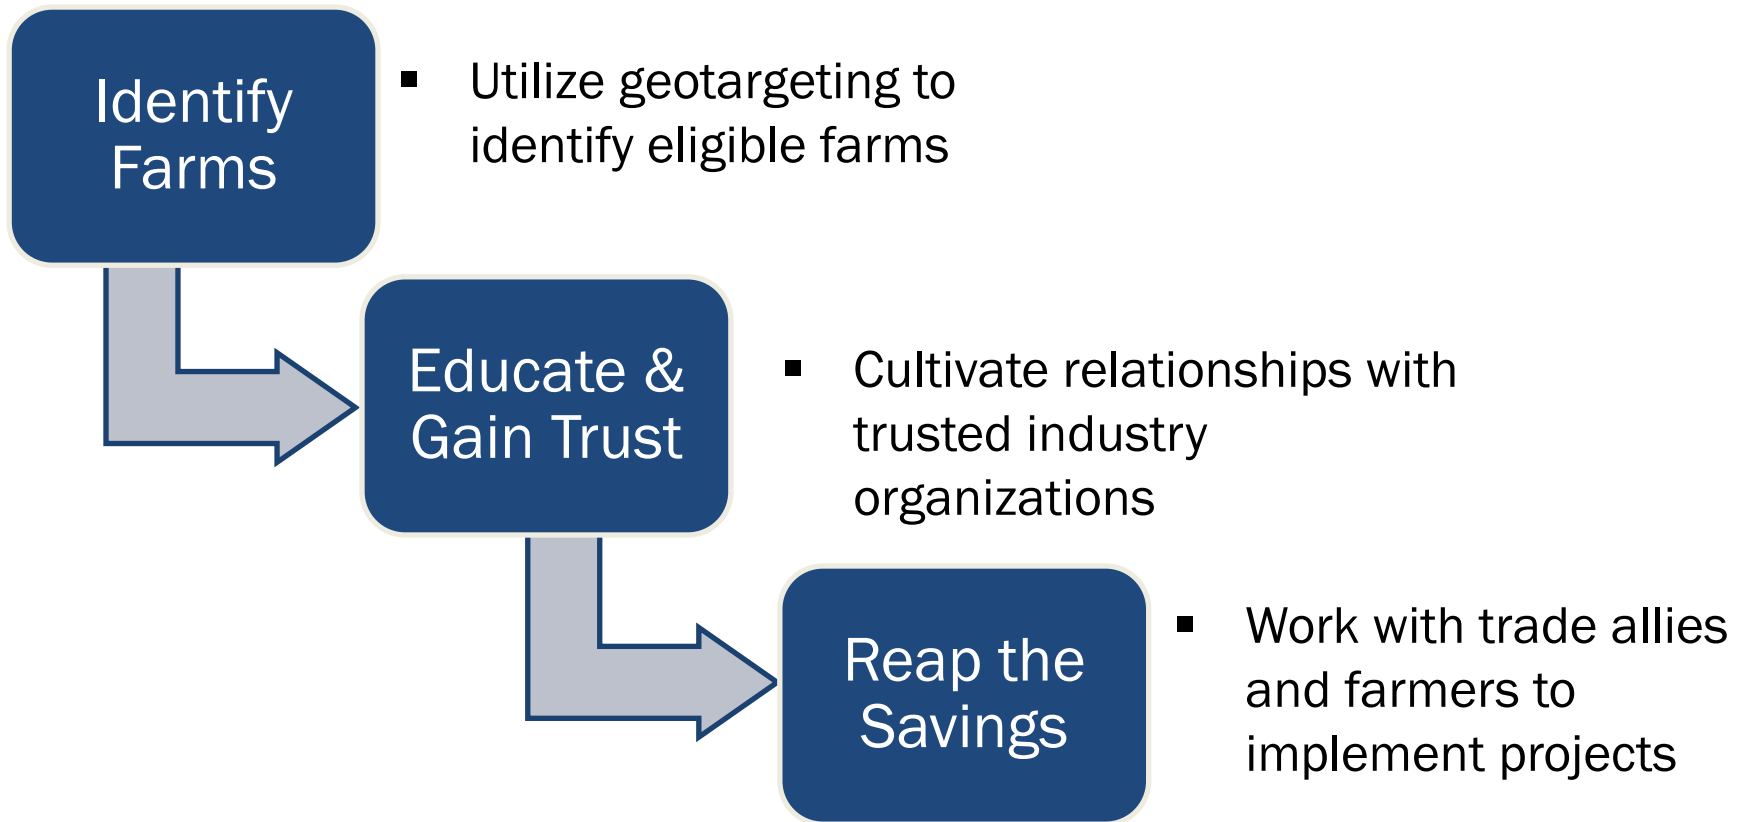 Identify
Farms
▪ Utilize geotargeting to
identify eligible farms
Educate &
Gain Trust
▪ Cultivate relationships with
trusted industry
organizations
Reap the
Savings
▪ Work with trade allies
and farmers to
implement projects